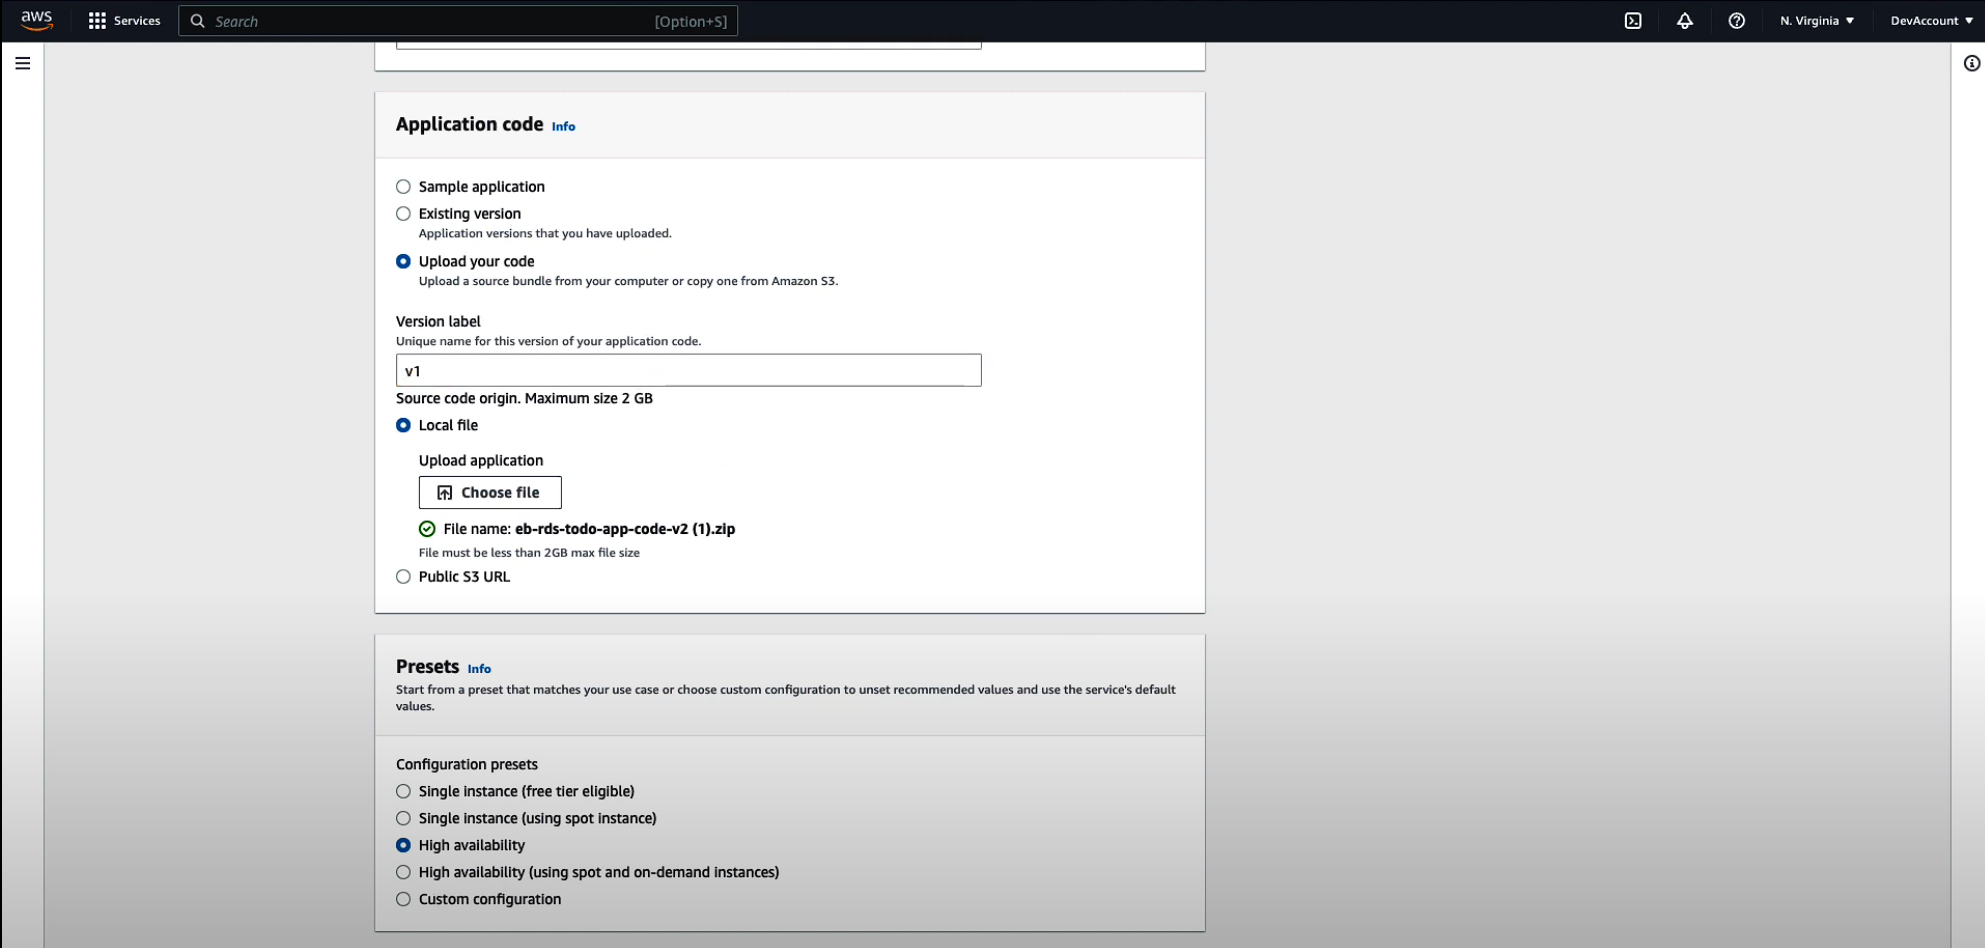 aws
Services
Search
[Option+S]
N. Virginia
DevAccount
Application code Info
Sample application
Existing version
Application versions that you have uploaded.
Upload your code
Upload a source bundle from your computer or copy one from Amazon S3.
Version label
Unique name for this version of your application code.
v1
Source code origin. Maximum size 2 GB
Local file
Upload application
Choose file
File name: eb-rds-todo-app-code-v2 (1).zip
File must be less than 2GB max file size
Public S3 URL
Presets Info
Start from a preset that matches your use case or choose custom configuration to unset recommended values and use the service's default
values.
Configuration presets
Single instance (free tier eligible)
Single instance (using spot instance)
High availability
High availability (using spot and on-demand instances)
Custom configuration